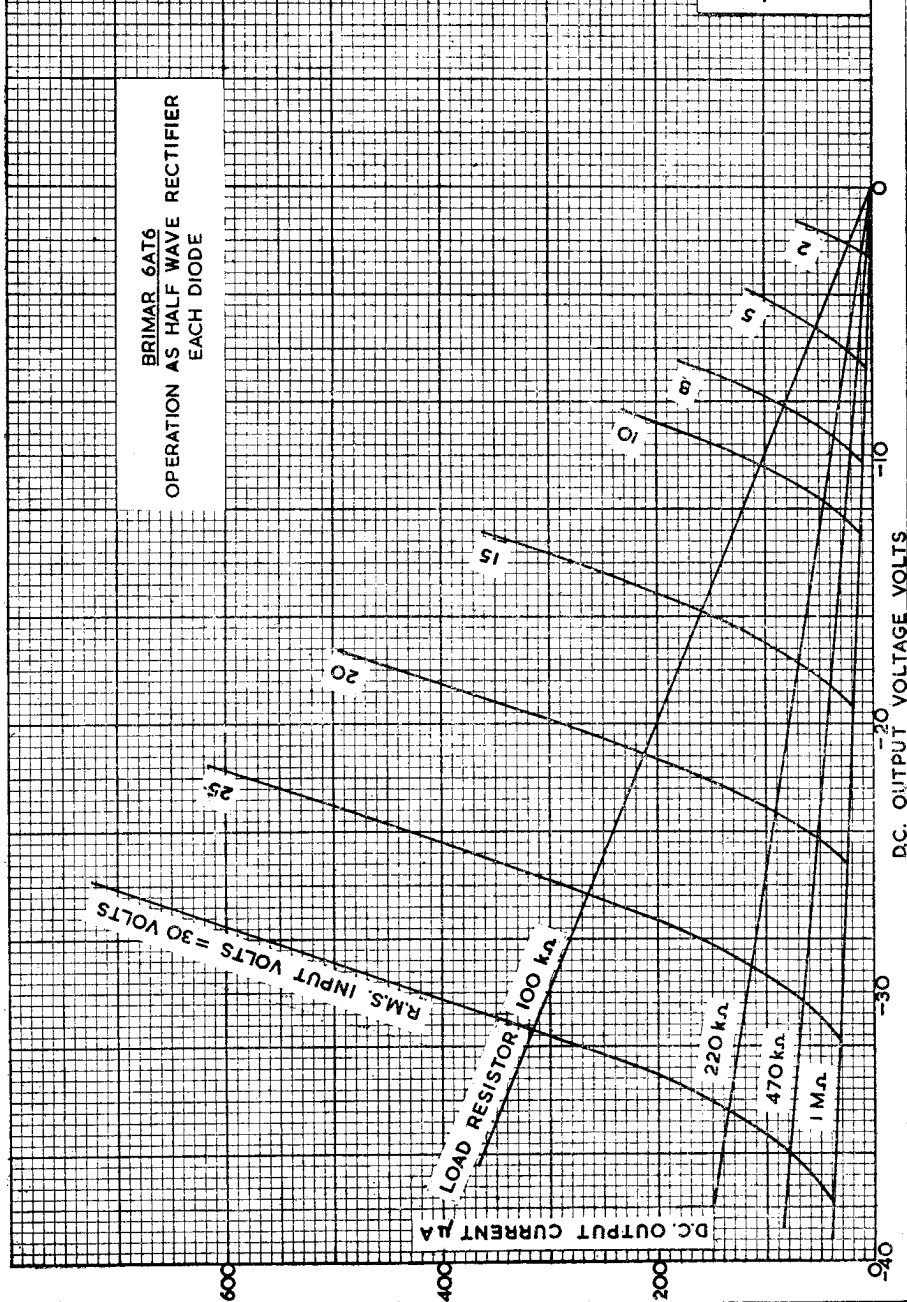 BRIMAR 6AT6
OPERATION AS HALF WAVE RECTIFIER
EACH DIODE
R.M.S. INPUT VOLTS = 30 VOLTS
25
20
15
10
8
5
2
LOAD RESISTOR 100 kΩ
220 kΩ
470 kΩ
1 MΩ
D.C. OUTPUT CURRENT μA
600
400
200
0
-40
-30
-20
-10
0
D.C. OUTPUT VOLTAGE VOLTS